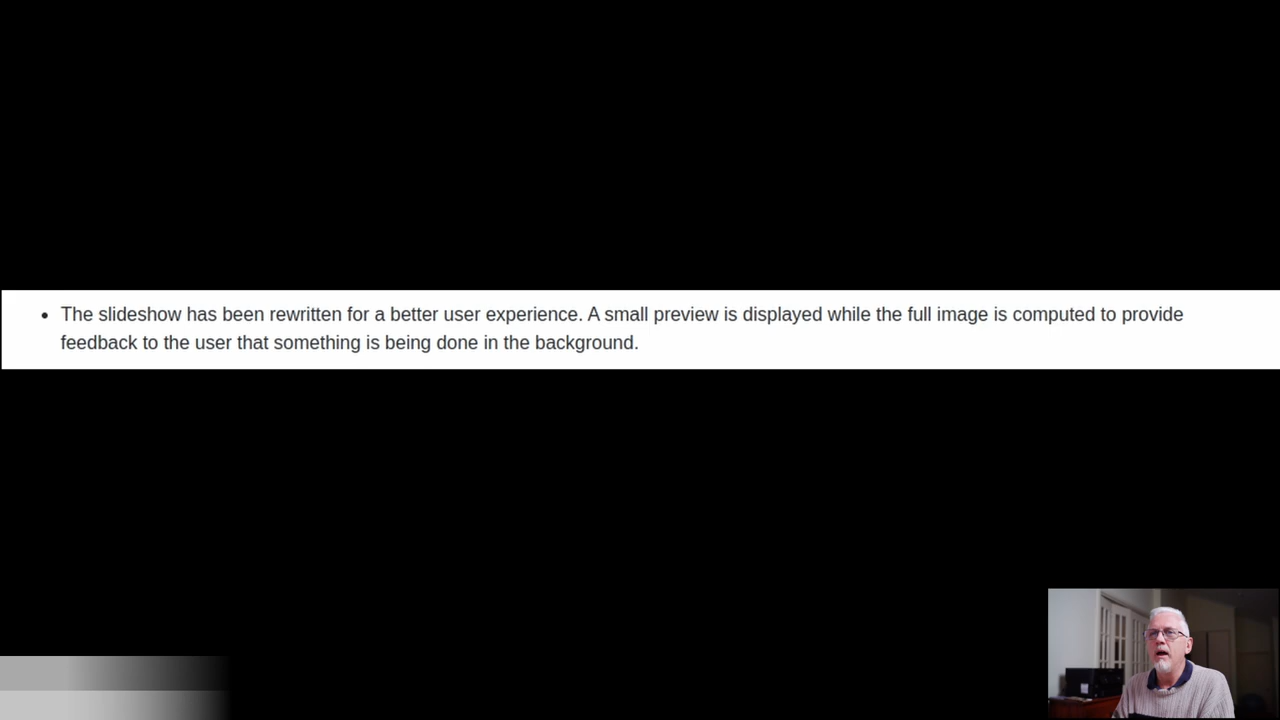 • The slideshow has been rewritten for a better user experience. A small preview is displayed while the full image is computed to provide
feedback to the user that something is being done in the background.